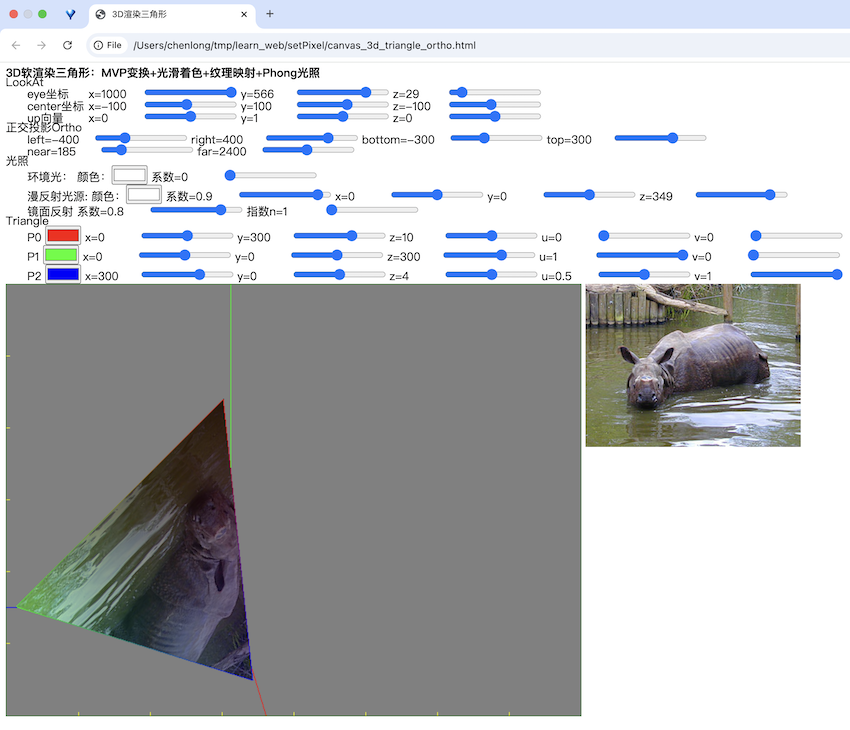 3D渲染三角形
File /Users/chenlong/tmp/learn_web/setPixel/canvas_3d_triangle_ortho.html
3D软渲染三角形：MVP变换+光滑着色+纹理映射+Phong光照
LookAt
eye坐标 x=1000 y=566 z=29
center坐标 x=-100 y=100 z=-100
up向量 x=0 y=1 z=0
正交投影Ortho
left=-400 right=400 bottom=-300 top=300
near=185 far=2400
光照
环境光： 颜色： 系数=0
漫反射光源: 颜色： 系数=0.9 x=0 y=0 z=349
镜面反射 系数=0.8 指数n=1
Triangle
P0 x=0 y=300 z=10 u=0 v=0
P1 x=0 y=0 z=300 u=1 v=0
P2 x=300 y=0 z=4 u=0.5 v=1